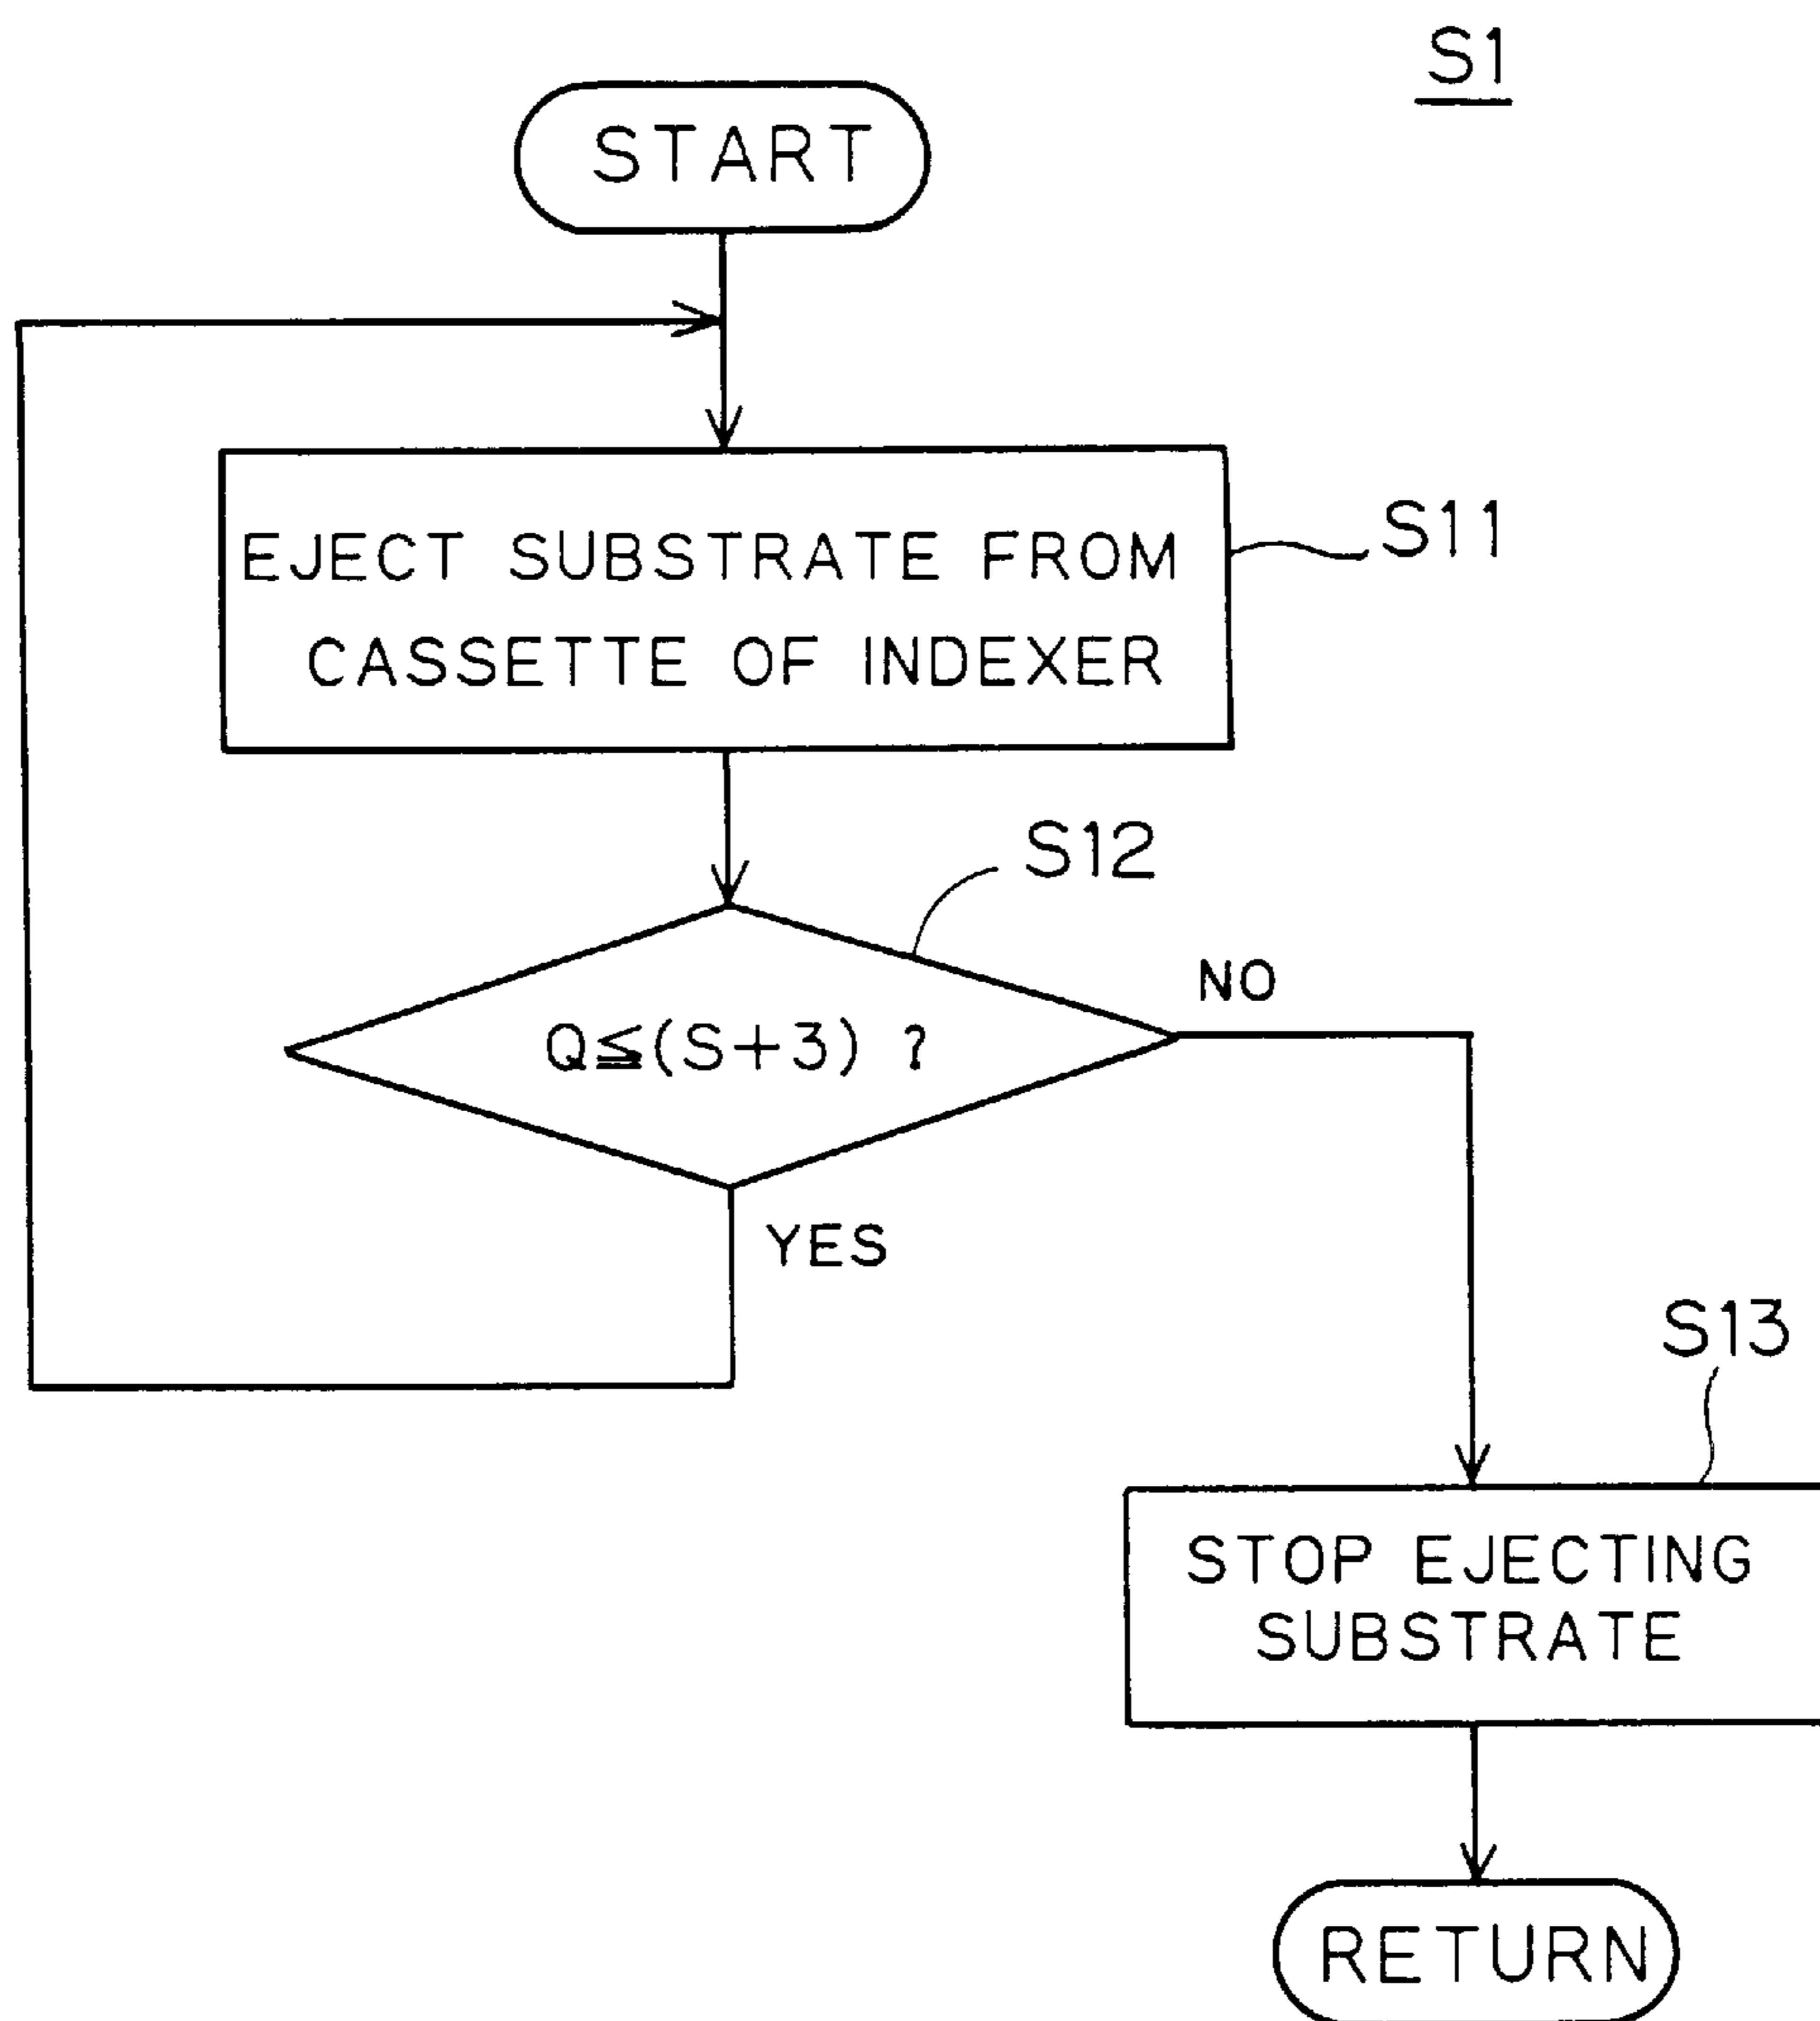 S1
START
EJECT SUBSTRATE FROM
CASSETTE OF INDEXER
S11
S12
Q≦(S+3) ?
NO
YES
S13
STOP EJECTING
SUBSTRATE
RETURN